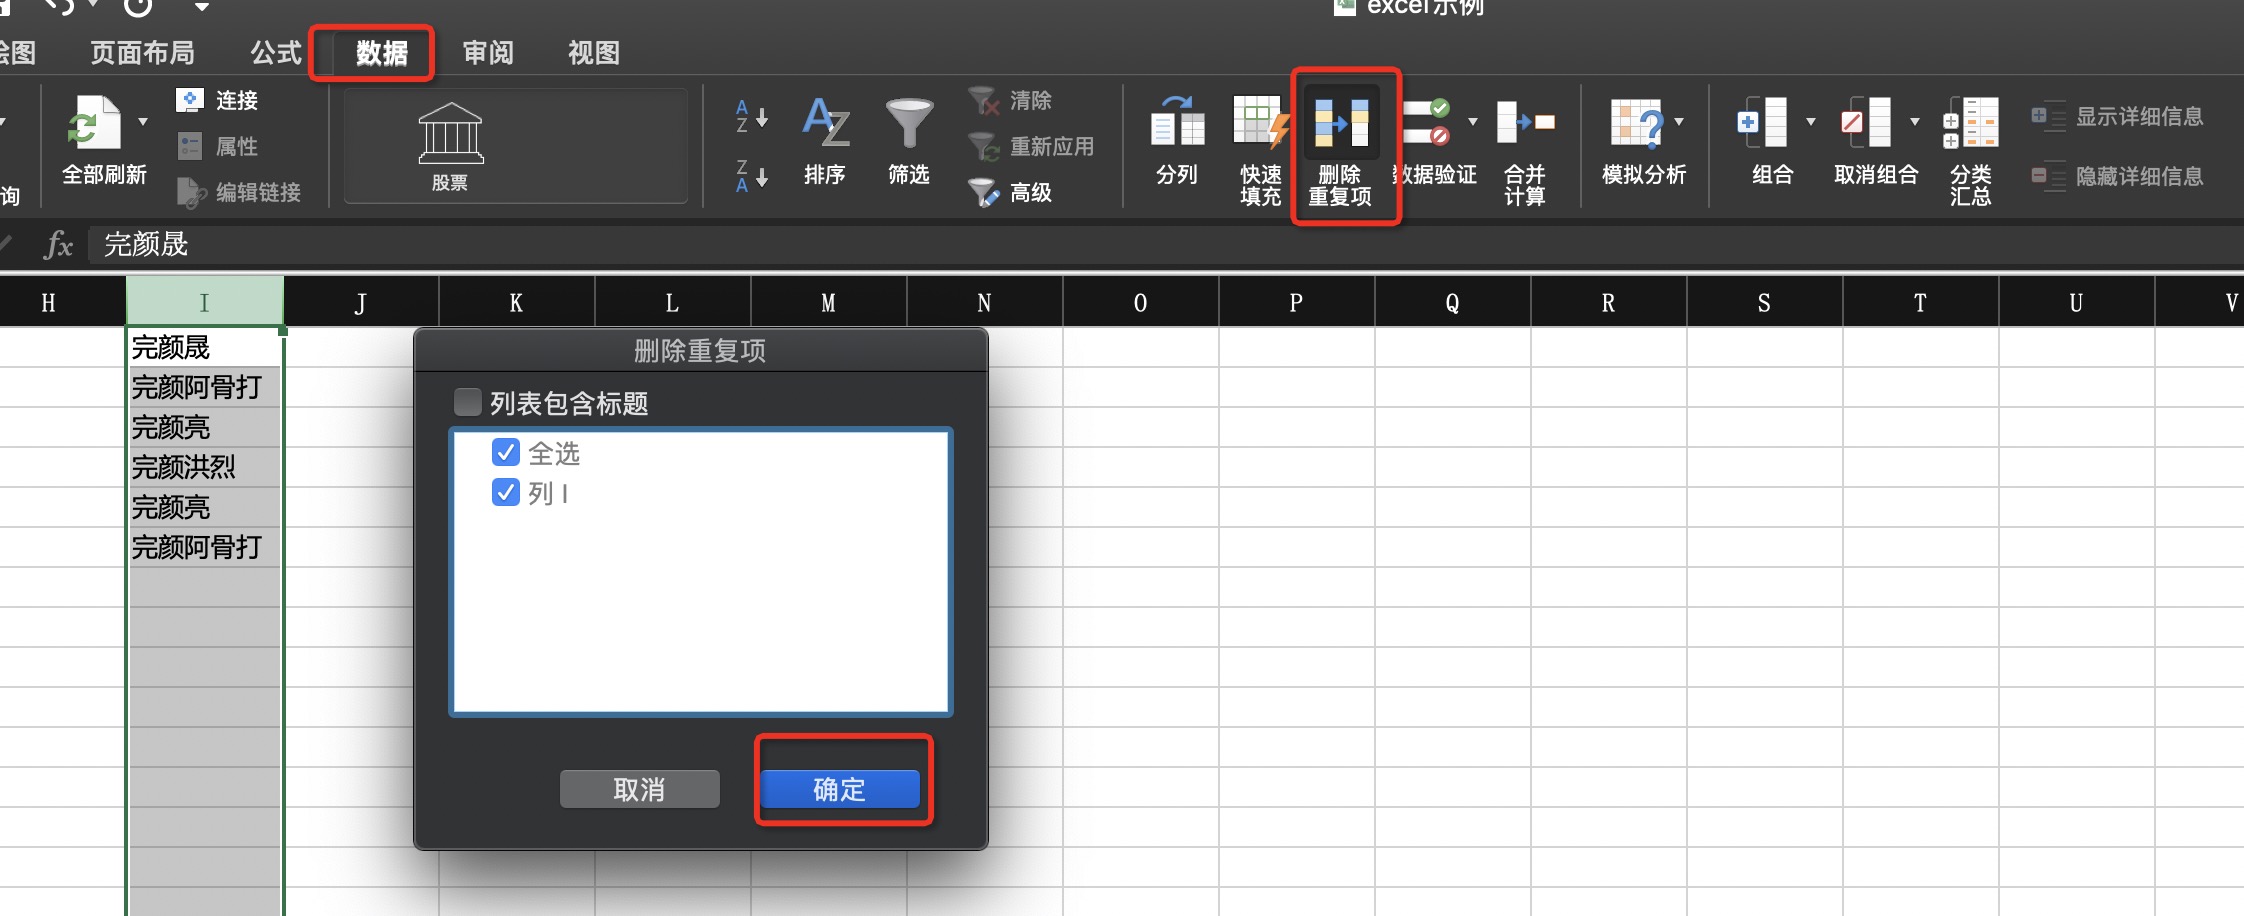 excel示例
绘图 页面布局 公式 数据 审阅 视图
询
全部刷新
连接
属性
编辑链接
股票
A
Z
Z
A
排序
筛选
清除
重新应用
高级
分列
快速
填充
删除
重复项
数据验证
合并
计算
模拟分析
组合
取消组合
分类
汇总
显示详细信息
隐藏详细信息
fx 完颜晟
H I J K L M N O P Q R S T U V
完颜晟
完颜阿骨打
完颜亮
完颜洪烈
完颜亮
完颜阿骨打
删除重复项
列表包含标题
全选
列 I
取消 确定